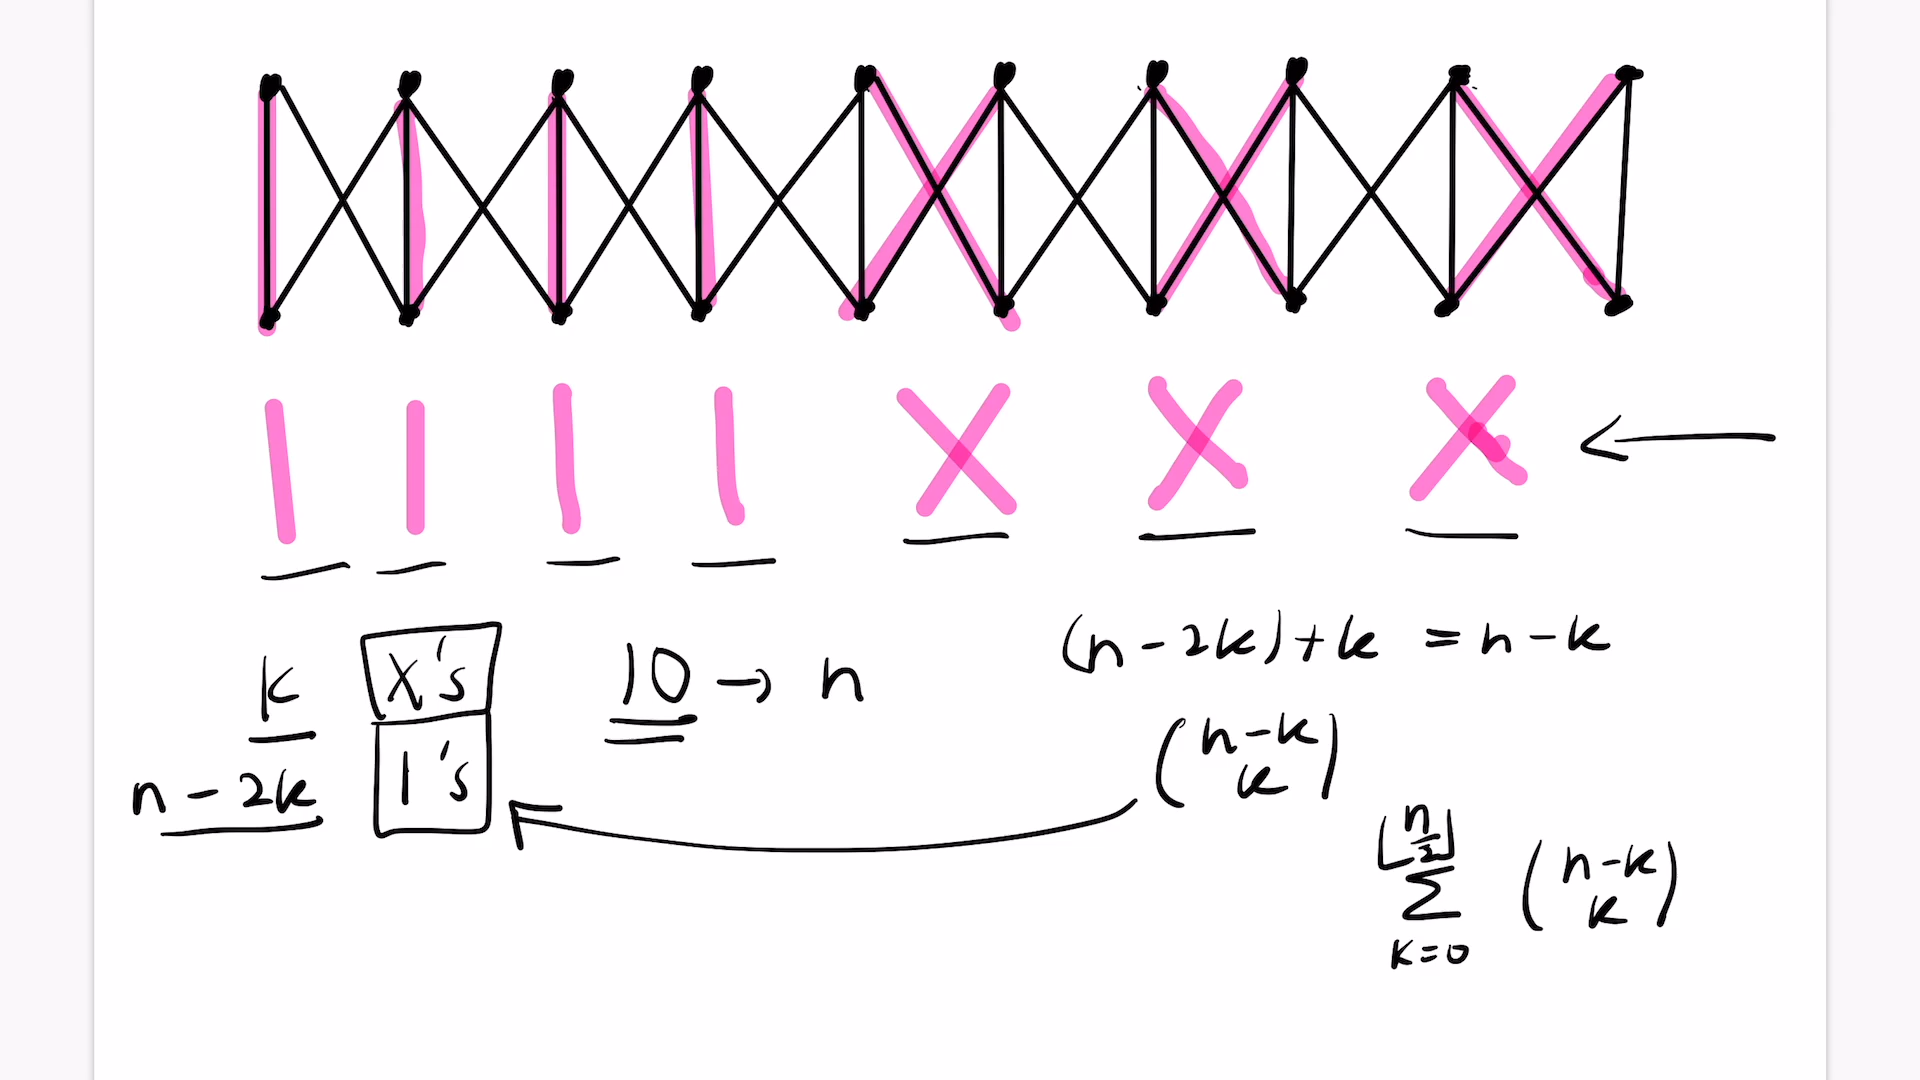 | | | | X X X
k X's 10 → n (n-2k)+k = n-k
n-2k 1's (n-k k)
⌊n/2⌋ ∑ k=0 (n-k k)